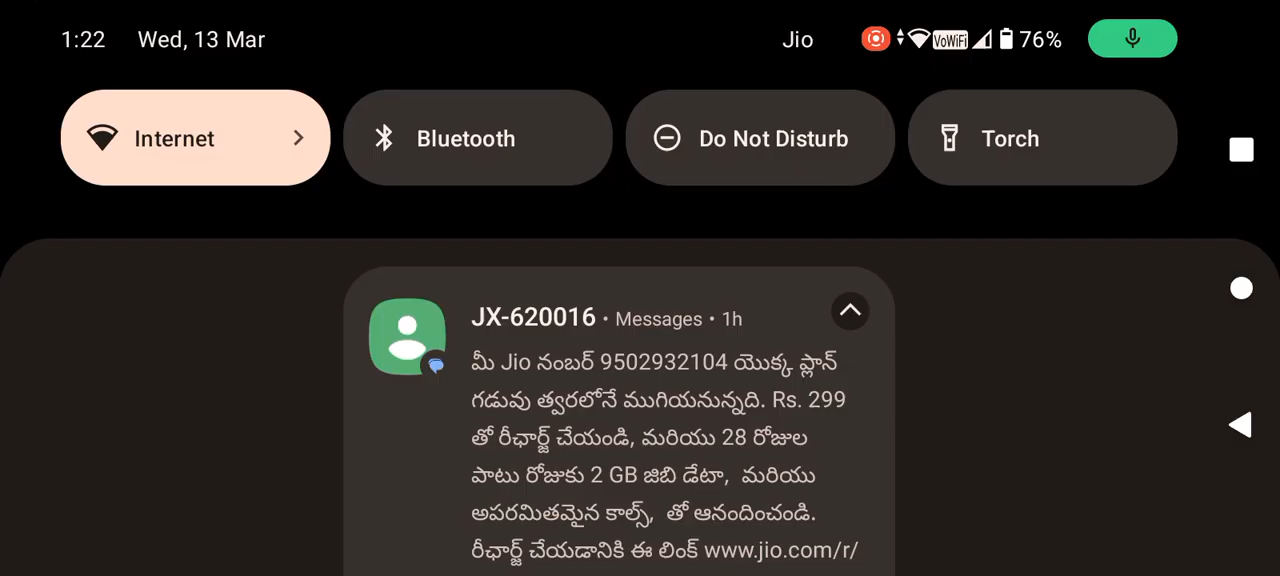 1:22 Wed, 13 Mar Jio VoWiFi 76%
Internet Bluetooth Do Not Disturb Torch
JX-620016 • Messages • 1h
మీ Jio నంబర్ 9502932104 యొక్క ప్లాన్
గడువు త్వరలోనే ముగియనున్నది. Rs. 299
తో రీఛార్జ్ చేయండి, మరియు 28 రోజుల
పాటు రోజుకు 2 GB జిబి డేటా, మరియు
అపరమితమైన కాల్స్, తో ఆనందించండి.
రీఛార్జ్ చేయడానికి ఈ లింక్ www.jio.com/r/